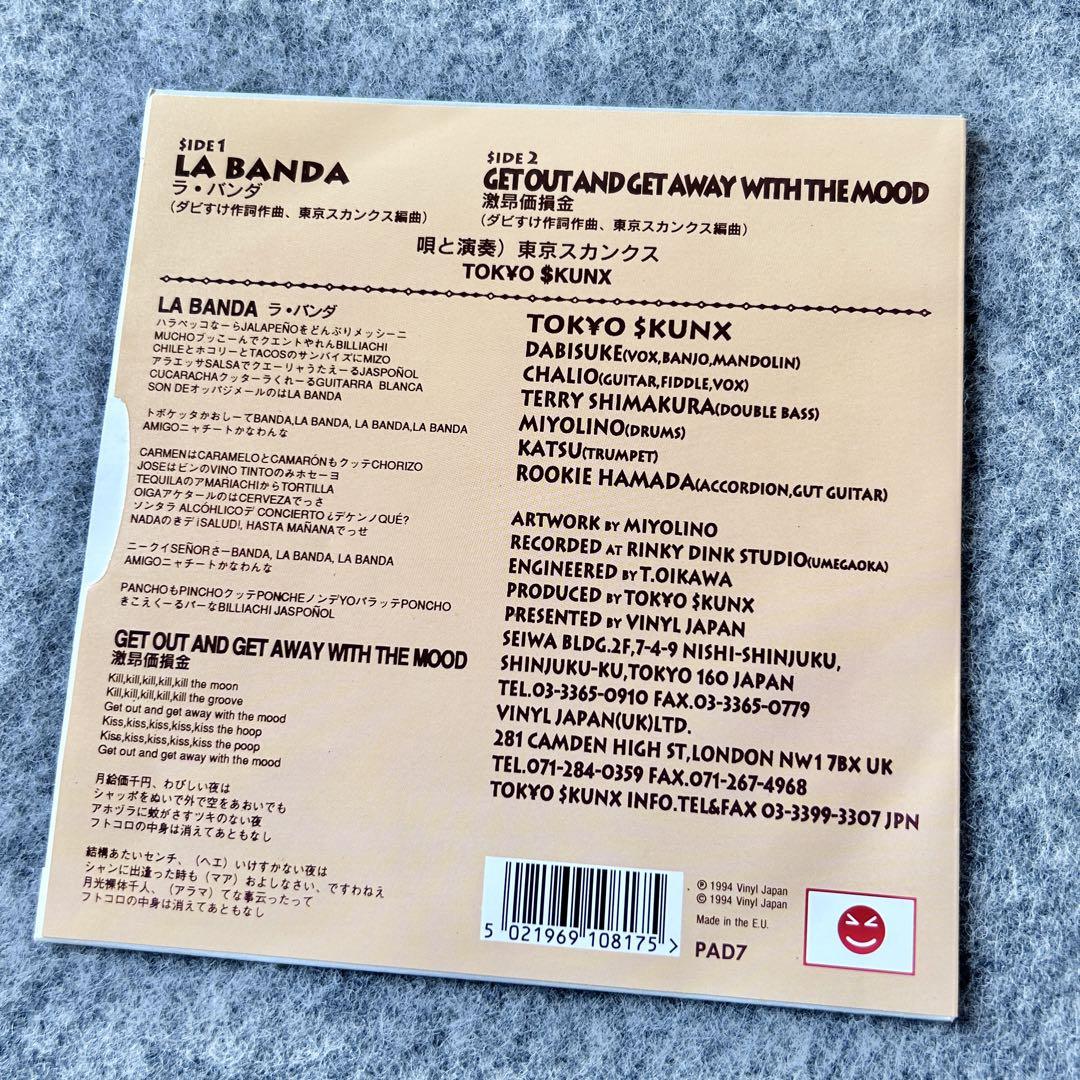 SIDE 1
LA BANDA
ラ・バンダ
(ダビすけ作詞作曲、東京スカンクス編曲)
SIDE 2
GET OUT AND GET AWAY WITH THE MOOD
激昂価損金
(ダビすけ作詞作曲、東京スカンクス編曲)
唄と演奏) 東京スカンクス
TOK¥O $KUNX
LA BANDA ラ・バンダ
ハラペッコなーらJALAPEÑOをどんぶりメッシーニ
MUCHOブッこーんでクエントやれんBILLIACHI
CHILEとホコリーとTACOSのサンバイズにMIZO
アラエッサSALSAでクエーリャうたえーるJASPOÑOL
CUCARACHAクッターラくれーるGUITARRA BLANCA
SON DEオッパジメールのはLA BANDA
トボケッタかおしーてBANDA,LA BANDA, LA BANDA,LA BANDA
AMIGOニャチートかなわんな
CARMENはCARAMELOとCAMARÓNもクッテCHORIZO
JOSEはビンのVINO TINTOのみホセーヨ
TEQUILAのアMARIACHIからTORTILLA
OIGAアケタールのはCERVEZAでっさ
ソンタラ ALCÓHLICOデ CONCIERTO ¿デケンノQUÉ?
NADAのきデ ¡SALUD!, HASTA MAÑANAでっせ
ニークイSEÑORさーBANDA, LA BANDA, LA BANDA
AMIGOニャチートかなわんな
PANCHOもPINCHOクッテPONCHEノンデYOバラッテPONCHO
きこえくーるバーなBILLIACHI JASPOÑOL
GET OUT AND GET AWAY WITH THE MOOD
激昂価損金
Kill,kill,kill,kill,kill the moon
Kill,kill,kill,kill,kill the groove
Get out and get away with the mood
Kiss,kiss,kiss,kiss,kiss the hoop
Kiss,kiss,kiss,kiss,kiss the poop
Get out and get away with the mood
月給価千円、わびしい夜は
シャッポをぬいで外で空をあおいでも
アホヅラに蚊がさすツキのない夜
フトコロの中身は消えてあともなし
結構あたいセンチ、(ヘエ) いけすかない夜は
シャンに出逢った時も (マア) およしなさい、ですわねえ
月光裸体千人、(アラマ) てな事云ったって
フトコロの中身は消えてあともなし
TOK¥O $KUNX
DABISUKE(VOX,BANJO,MANDOLIN)
CHALIO(GUITAR,FIDDLE,VOX)
TERRY SHIMAKURA(DOUBLE BASS)
MIYOLINO(DRUMS)
KATSU(TRUMPET)
ROOKIE HAMADA(ACCORDION,GUT GUITAR)
ARTWORK BY MIYOLINO
RECORDED AT RINKY DINK STUDIO(UMEGAOKA)
ENGINEERED BY T.OIKAWA
PRODUCED BY TOK¥O $KUNX
PRESENTED BY VINYL JAPAN
SEIWA BLDG.2F,7-4-9 NISHI-SHINJUKU,
SHINJUKU-KU,TOKYO 160 JAPAN
TEL.03-3365-0910 FAX.03-3365-0779
VINYL JAPAN(UK)LTD.
281 CAMDEN HIGH ST,LONDON NW1 7BX UK
TEL.071-284-0359 FAX.071-267-4968
TOK¥O $KUNX INFO.TEL&FAX 03-3399-3307 JPN
5 021969 108175 >
℗ 1994 Vinyl Japan
© 1994 Vinyl Japan
Made in the E.U.
PAD7